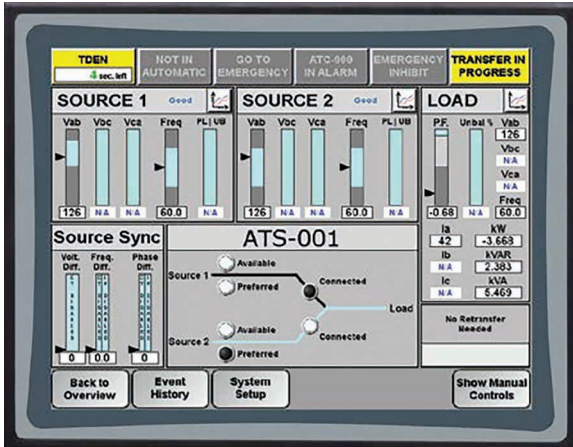 TDEN
4 sec. left
NOT IN
AUTOMATIC
GO TO
EMERGENCY
ATC-900
IN ALARM
EMERGENCY
INHIBIT
TRANSFER IN
PROGRESS
SOURCE 1 Good
Vab Vbc Vca Freq PL|UB
126 N/A N/A 60.0 N/A
SOURCE 2 Good
Vab Vbc Vca Freq PL|UB
126 N/A N/A 60.0 N/A
LOAD
P.F. Unbal % Vab
126
Vbc
N/A
Vca
N/A
Freq
-0.68 N/A 60.0
Ia kW
42 -3.668
Ib kVAR
N/A 2.383
Ic kVA
N/A 5.469
Source Sync
Volt. Freq. Phase
Diff. Diff. Diff.
0 0.0 0
ATS-001
Available
Source 1
Preferred
Connected
Load
Available
Connected
Source 2
Preferred
No Retransfer
Needed
Back to
Overview
Event
History
System
Setup
Show Manual
Controls